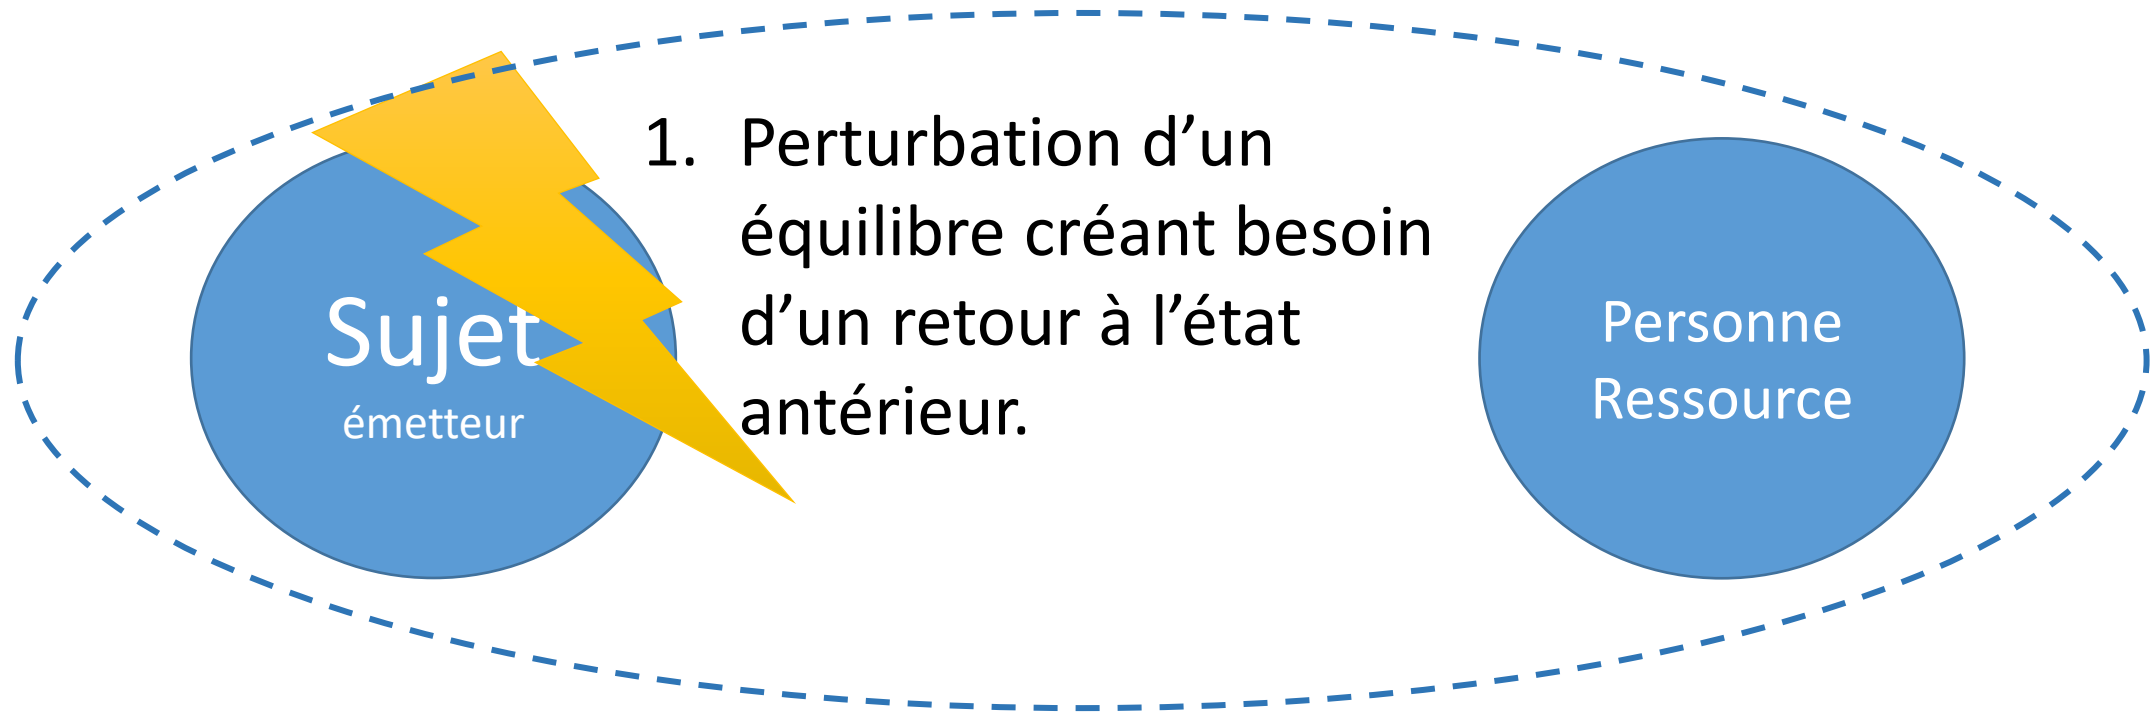 Sujet
émetteur
1. Perturbation d’un
équilibre créant besoin
d’un retour à l’état
antérieur.
Personne
Ressource